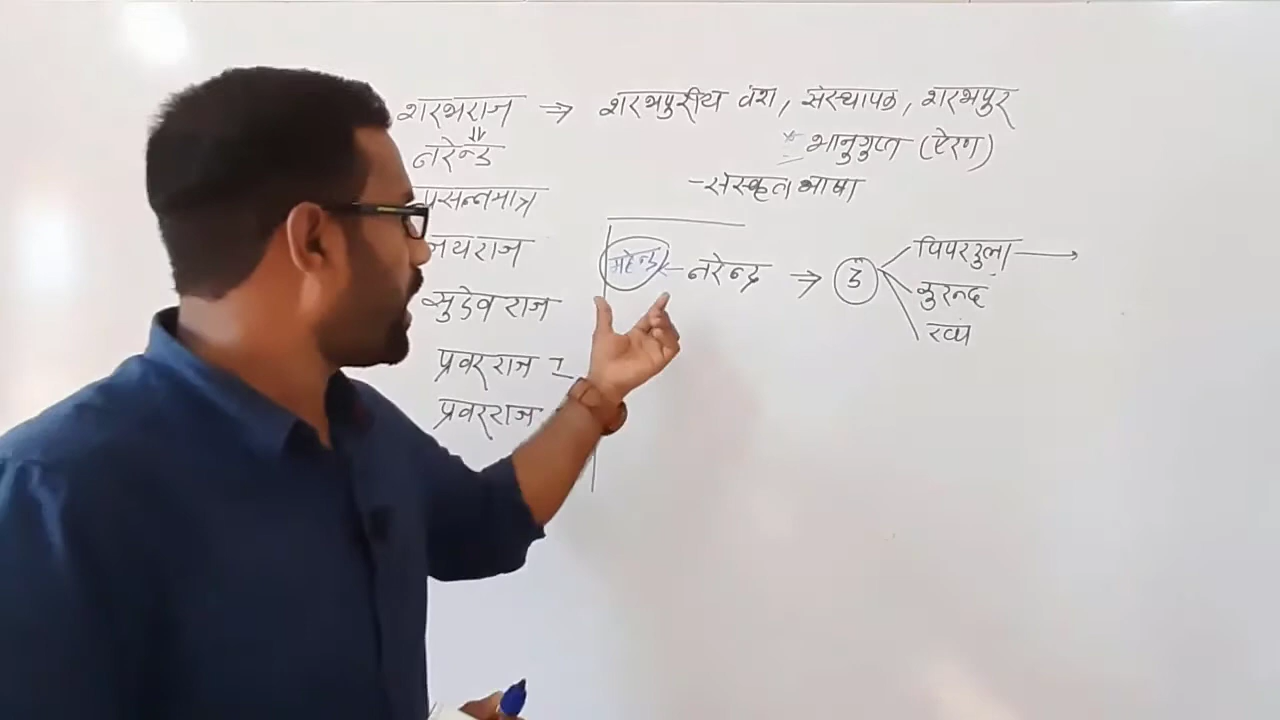 शरभराज → शरभपुरीय वंश, संस्थापक, शरभपुर
⇓
नरेन्द्र
* भानुगुप्त (ऐरण)
प्रसन्नमात्र
- संस्कृत भाषा
जयराज
महेन्द्र ← नरेन्द्र → 3
पिपरदुला →
कुरुद
रवां
सुदेवराज
प्रवरराज I
प्रवरराज